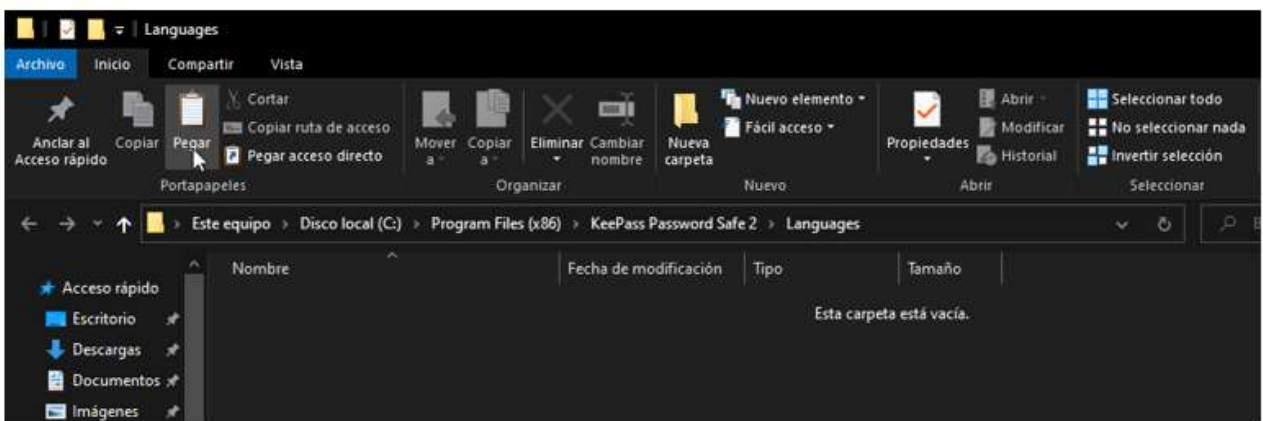 Languages
Archivo Inicio Compartir Vista
Anclar al Acceso rápido
Copiar
Pegar
Cortar
Copiar ruta de acceso
Pegar acceso directo
Portapapeles
Mover a
Copiar a
Eliminar
Cambiar nombre
Organizar
Nueva carpeta
Nuevo elemento
Fácil acceso
Nuevo
Propiedades
Abrir
Modificar
Historial
Abrir
Seleccionar todo
No seleccionar nada
Invertir selección
Seleccionar
Este equipo > Disco local (C:) > Program Files (x86) > KeePass Password Safe 2 > Languages
Nombre Fecha de modificación Tipo Tamaño
Esta carpeta está vacía.
Acceso rápido
Escritorio
Descargas
Documentos
Imágenes